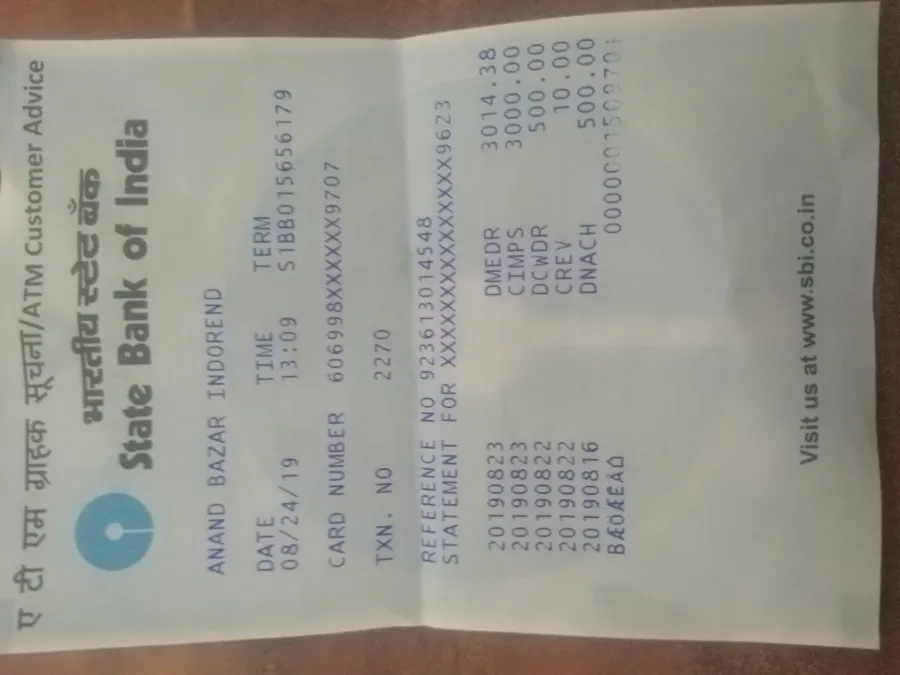 ए टी एम ग्राहक सूचना/ATM Customer Advice
भारतीय स्टेट बैंक
State Bank of India
ANAND BAZAR INDOREND
DATE TIME TERM
08/24/19 13:09 S1BB015656179
CARD NUMBER 606998XXXXXX9707
TXN. NO 2270
REFERENCE NO 923613014548
STATEMENT FOR XXXXXXXXXXXXXXXXXX9623
20190823 DMEDR 3014.38
20190823 CIMPS 3000.00
20190822 DCWDR 500.00
20190822 CREV 10.00
20190816 DNACH 500.00
Visit us at www.sbi.co.in